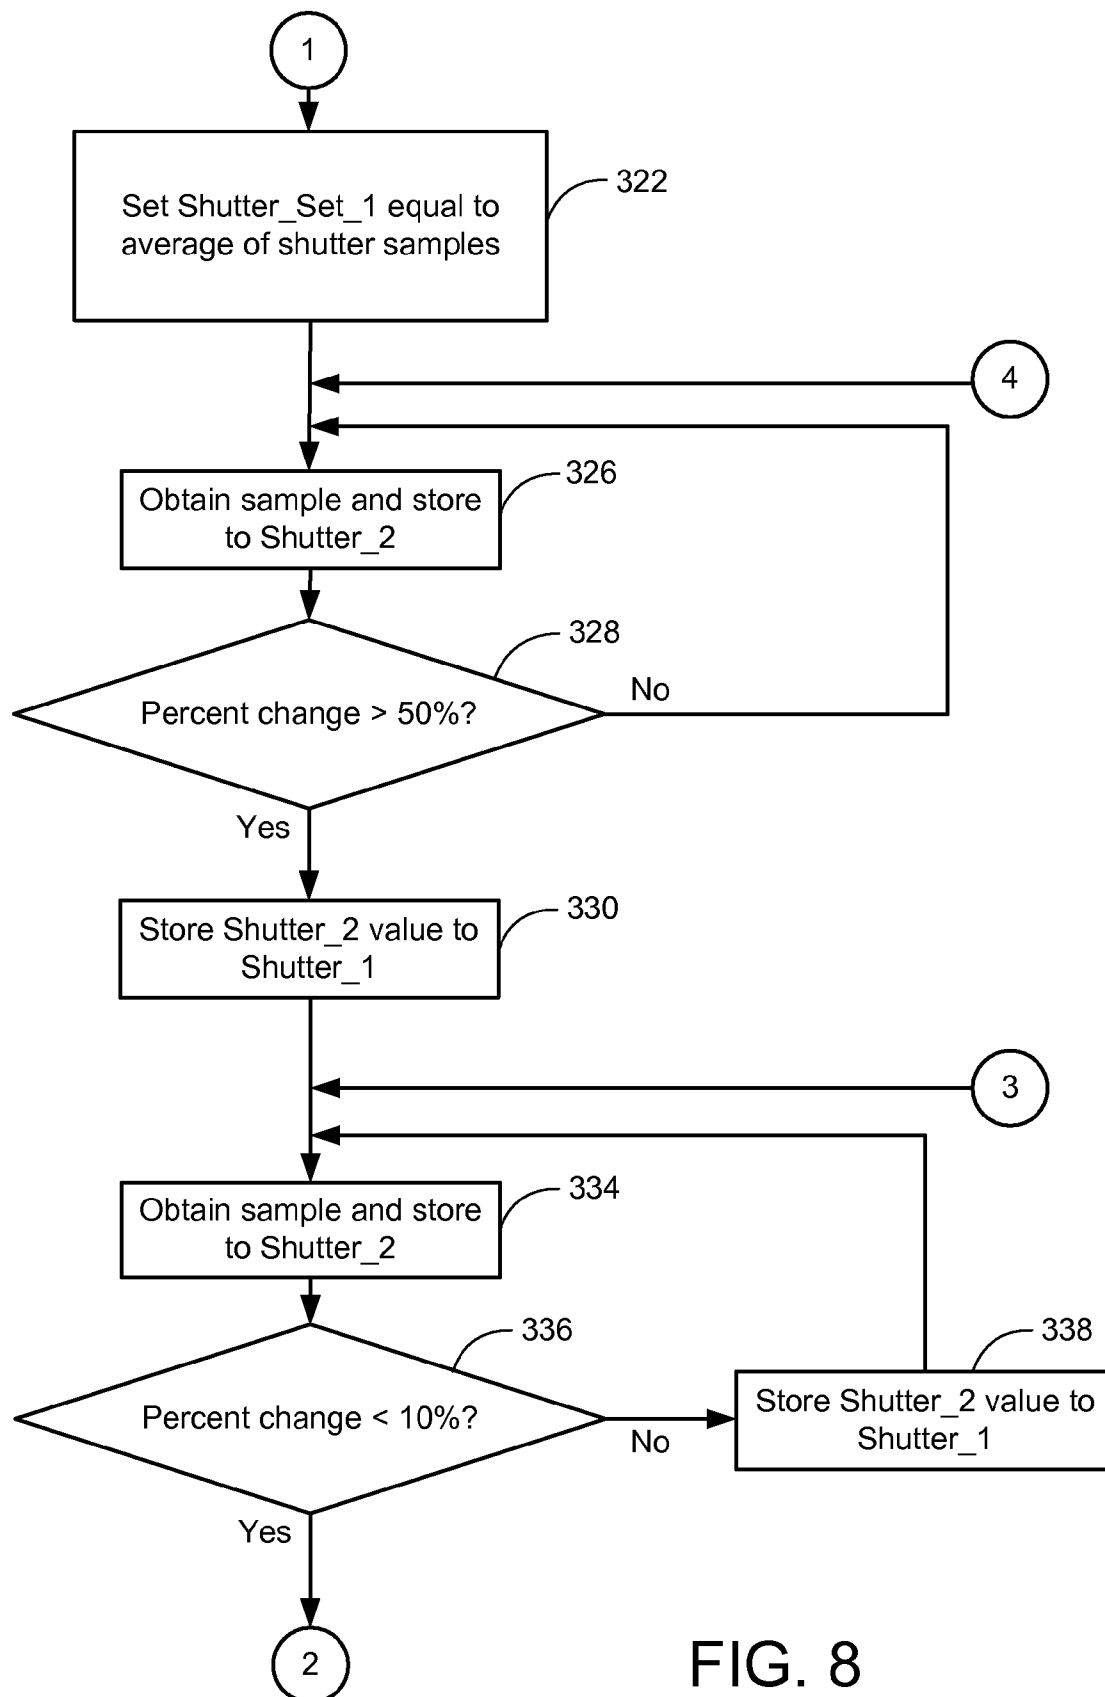 1
Set Shutter_Set_1 equal to
average of shutter samples
322
4
Obtain sample and store
to Shutter_2
326
Percent change > 50%?
328
No
Yes
Store Shutter_2 value to
Shutter_1
330
3
Obtain sample and store
to Shutter_2
334
Percent change < 10%?
336
No
Store Shutter_2 value to
Shutter_1
338
Yes
2
FIG. 8